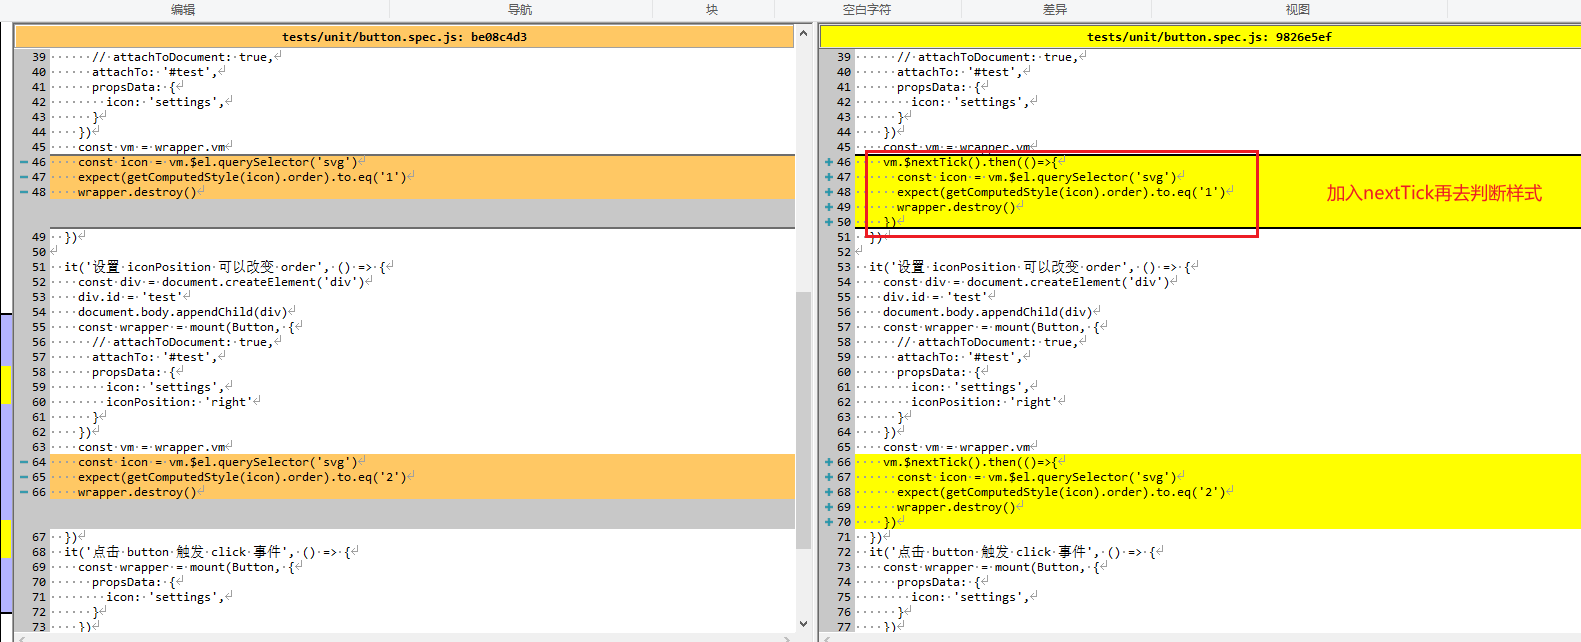 编辑 导航 块 空白字符 差异 视图
tests/unit/button.spec.js: be08c4d3
39 // attachToDocument: true,
40 attachTo: '#test',
41 propsData: {
42 icon: 'settings',
43 }
44 })
45 const vm = wrapper.vm
46 const icon = vm.$el.querySelector('svg')
47 expect(getComputedStyle(icon).order).to.eq('1')
48 wrapper.destroy()
49 })
50
51 it('设置 iconPosition 可以改变 order', () => {
52 const div = document.createElement('div')
53 div.id = 'test'
54 document.body.appendChild(div)
55 const wrapper = mount(Button, {
56 // attachToDocument: true,
57 attachTo: '#test',
58 propsData: {
59 icon: 'settings',
60 iconPosition: 'right'
61 }
62 })
63 const vm = wrapper.vm
64 const icon = vm.$el.querySelector('svg')
65 expect(getComputedStyle(icon).order).to.eq('2')
66 wrapper.destroy()
67 })
68 it('点击 button 触发 click 事件', () => {
69 const wrapper = mount(Button, {
70 propsData: {
71 icon: 'settings',
72 }
73 })
tests/unit/button.spec.js: 9826e5ef
39 // attachToDocument: true,
40 attachTo: '#test',
41 propsData: {
42 icon: 'settings',
43 }
44 })
45 const vm = wrapper.vm
46 vm.$nextTick().then(()=>{
47 const icon = vm.$el.querySelector('svg')
48 expect(getComputedStyle(icon).order).to.eq('1')
49 wrapper.destroy()
50 })
加入nextTick再去判断样式
51 })
52
53 it('设置 iconPosition 可以改变 order', () => {
54 const div = document.createElement('div')
55 div.id = 'test'
56 document.body.appendChild(div)
57 const wrapper = mount(Button, {
58 // attachToDocument: true,
59 attachTo: '#test',
60 propsData: {
61 icon: 'settings',
62 iconPosition: 'right'
63 }
64 })
65 const vm = wrapper.vm
66 vm.$nextTick().then(()=>{
67 const icon = vm.$el.querySelector('svg')
68 expect(getComputedStyle(icon).order).to.eq('2')
69 wrapper.destroy()
70 })
71 })
72 it('点击 button 触发 click 事件', () => {
73 const wrapper = mount(Button, {
74 propsData: {
75 icon: 'settings',
76 }
77 })